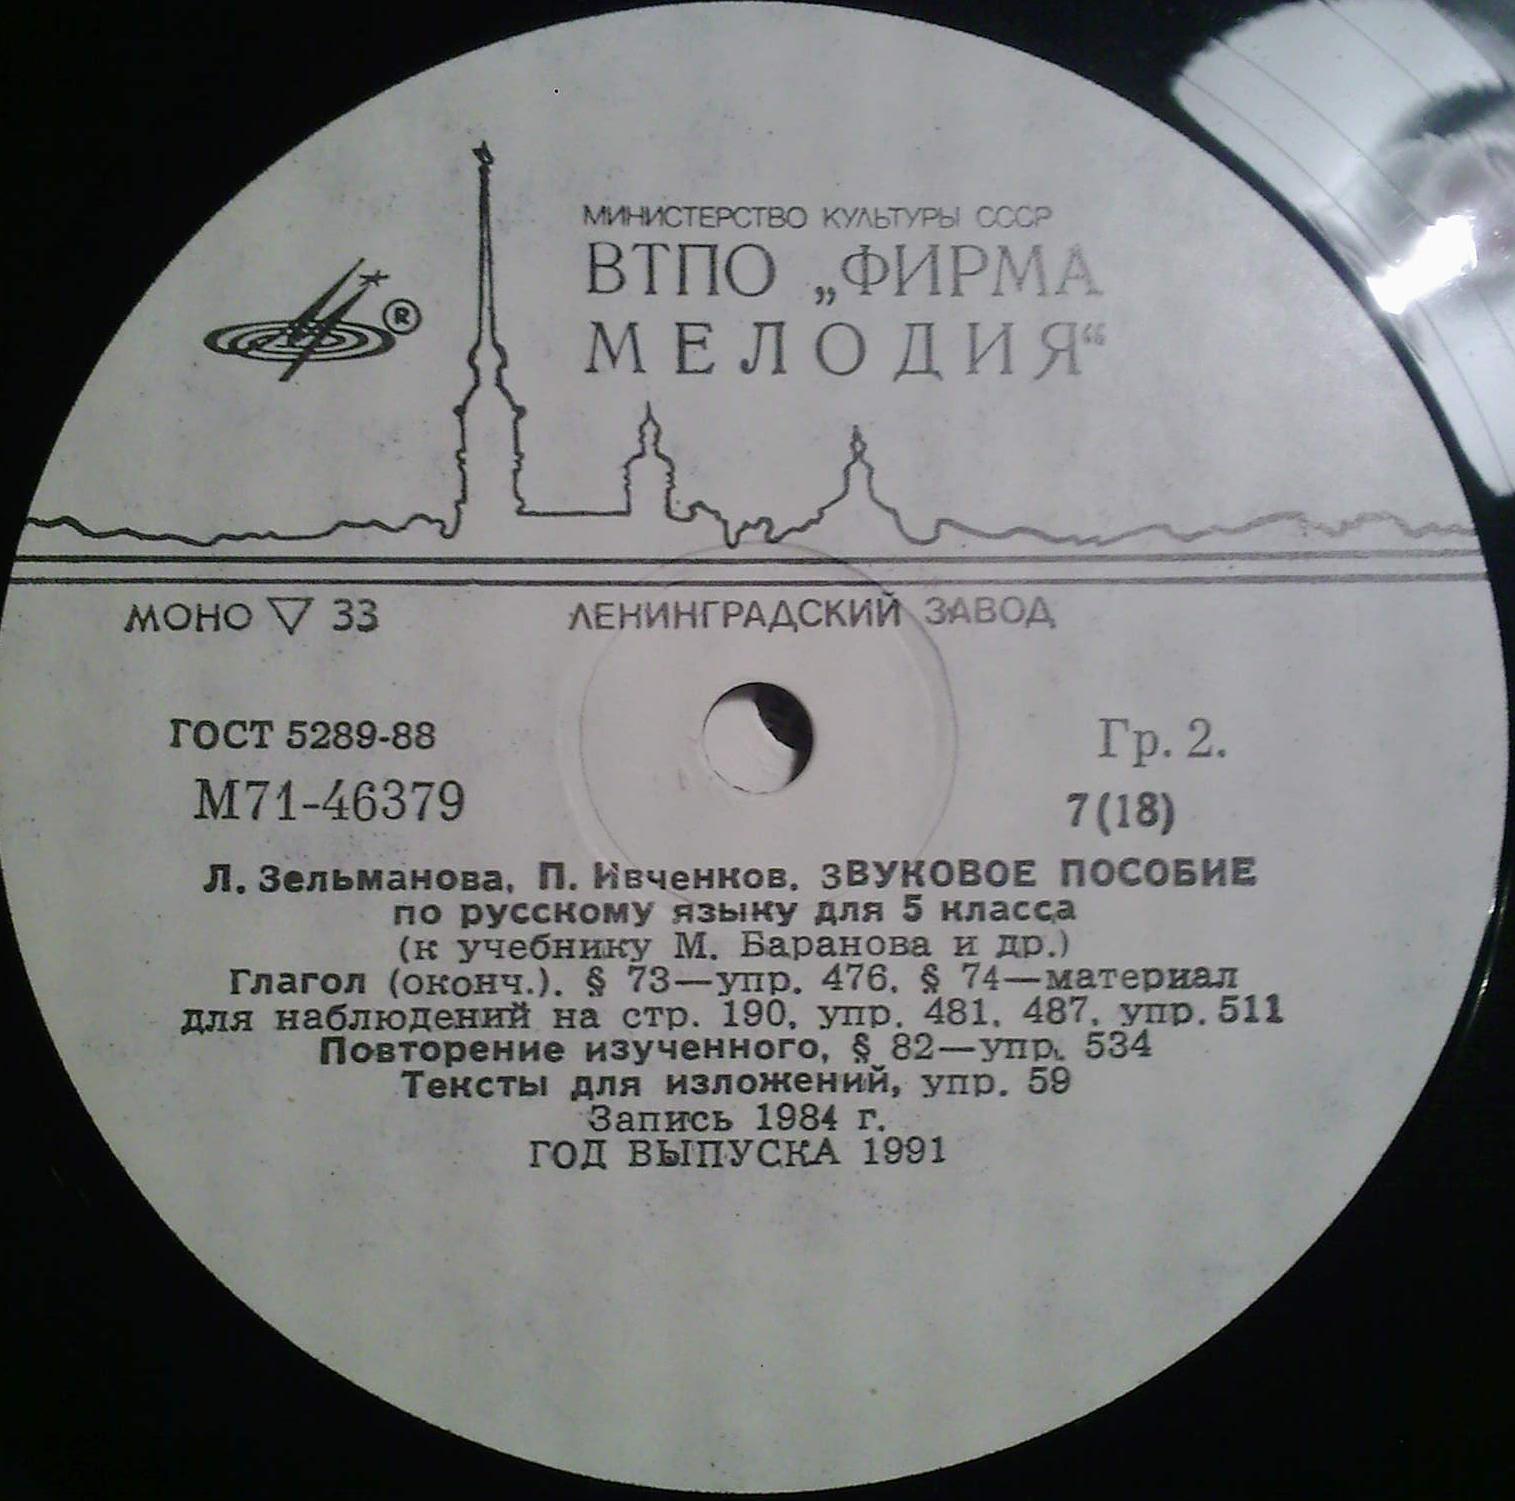 МИНИСТЕРСТВО КУЛЬТУРЫ СССР
ВТПО „ФИРМА
МЕЛОДИЯ“
®
МОНО ▽ 33 ЛЕНИНГРАДСКИЙ ЗАВОД
ГОСТ 5289-88 Гр. 2.
М71-46379 7(18)
Л. Зельманова, П. Ивченков. ЗВУКОВОЕ ПОСОБИЕ
по русскому языку для 5 класса
(к учебнику М. Баранова и др.)
Глагол (оконч.). § 73—упр. 476, § 74—материал
для наблюдений на стр. 190, упр. 481, 487, упр. 511
Повторение изученного, § 82—упр. 534
Тексты для изложений, упр. 59
Запись 1984 г.
ГОД ВЫПУСКА 1991